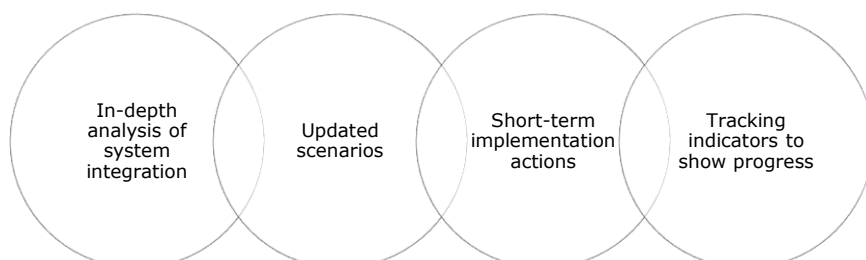 In-depth
analysis of
system
integration
Updated
scenarios
Short-term
implementation
actions
Tracking
indicators to
show progress